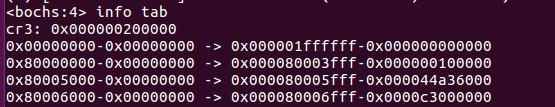 <bochs:4> info tab
cr3: 0x000000200000
0x00000000-0x00000000 -> 0x000001ffffff-0x000000000000
0x80000000-0x00000000 -> 0x000080003fff-0x000000100000
0x80005000-0x00000000 -> 0x000080005fff-0x000044a36000
0x80006000-0x00000000 -> 0x000080006fff-0x0000c3000000